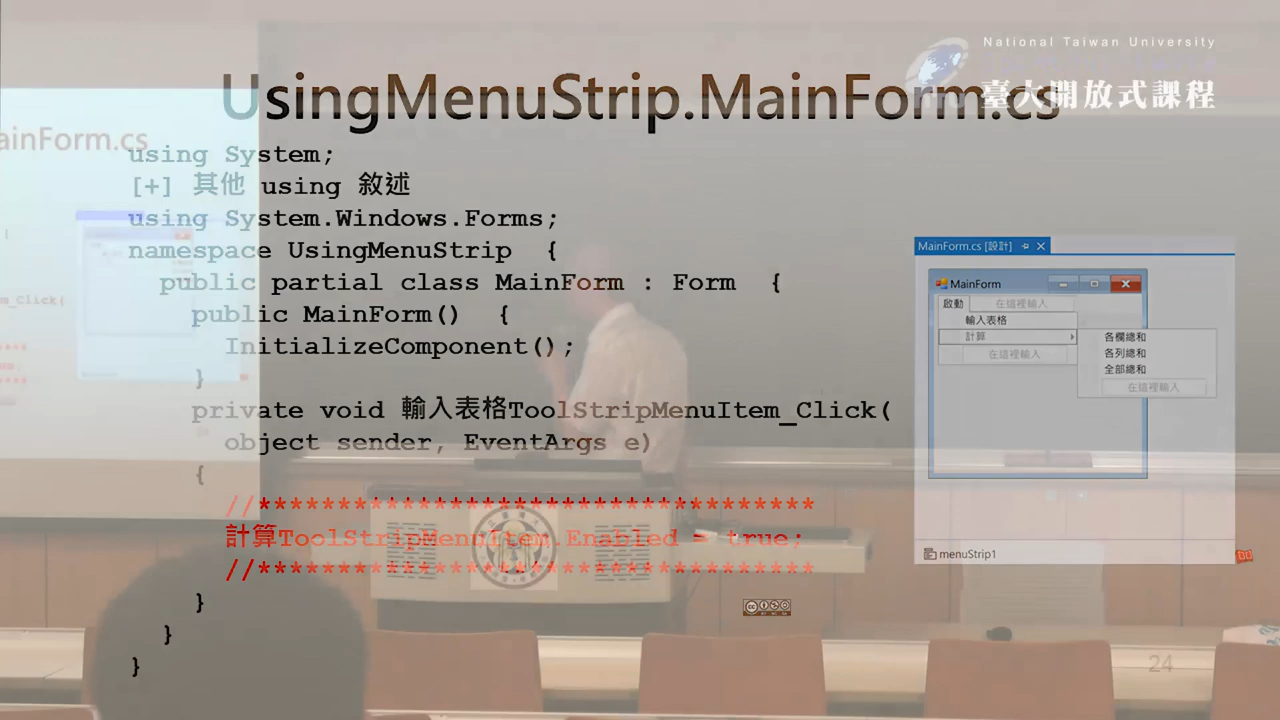 National Taiwan University
臺大開放式課程
UsingMenuStrip.MainForm.cs
ainForm.cs
using System;
[+] 其他 using 敘述
using System.Windows.Forms;
namespace UsingMenuStrip {
public partial class MainForm : Form {
public MainForm() {
InitializeComponent();
}
private void 輸入表格ToolStripMenuItem_Click(
object sender, EventArgs e)
{
//***********************************
計算ToolStripMenuItem.Enabled = true;
//***********************************
}
}
}
MainForm.cs [設計]
MainForm
啟動 在這裡輸入
輸入表格
計算
在這裡輸入
各欄總和
各列總和
全部總和
在這裡輸入
menuStrip1
24